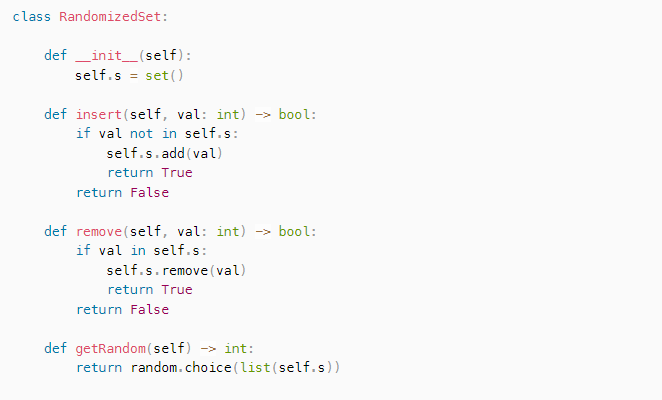 class RandomizedSet:
    def __init__(self):
        self.s = set()
    def insert(self, val: int) -> bool:
        if val not in self.s:
            self.s.add(val)
            return True
        return False
    def remove(self, val: int) -> bool:
        if val in self.s:
            self.s.remove(val)
            return True
        return False
    def getRandom(self) -> int:
        return random.choice(list(self.s))